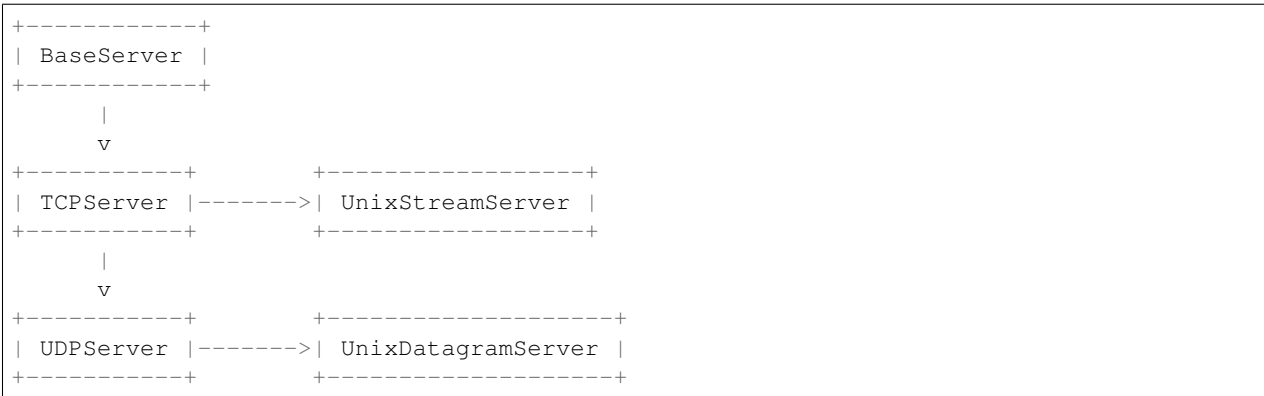 +------------+
| BaseServer |
+------------+
      |
      v
+-----------+        +------------------+
| TCPServer |------->| UnixStreamServer |
+-----------+        +------------------+
      |
      v
+-----------+        +--------------------+
| UDPServer |------->| UnixDatagramServer |
+-----------+        +--------------------+